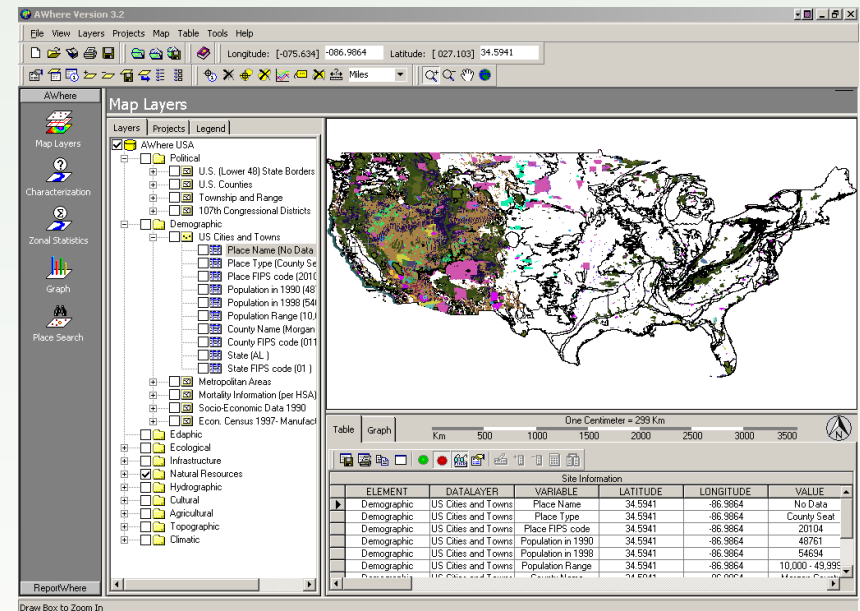 AWhere Version 3.2
File View Layers Projects Map Table Tools Help
Longitude: [-075.634] -086.9864 Latitude: [ 027.103] 34.5941
Miles
AWhere
Map Layers
Characterization
Zonal Statistics
Graph
Place Search
ReportWhere
Map Layers
Layers Projects Legend
AWhere USA
Political
U.S. (Lower 48) State Borders
U.S. Counties
Township and Range
107th Congressional Districts
Demographic
US Cities and Towns
Place Name (No Data
Place Type (County Se
Place FIPS code (2010
Population in 1990 (48
Population in 1998 (54
Population Range (10,
County Name (Morgan
County FIPS code (011
State (AL )
State FIPS code (01 )
Metropolitan Areas
Mortality Information (per HSA)
Socio-Economic Data 1990
Econ. Census 1997- Manufact
Edaphic
Ecological
Infrastructure
Natural Resources
Hydrographic
Cultural
Agricultural
Topographic
Climatic
Table Graph
One Centimeter = 299 Km
Km 500 1000 1500 2000 2500 3000 3500
Site Information
ELEMENT DATALAYER VARIABLE LATITUDE LONGITUDE VALUE
Demographic US Cities and Towns Place Name 34.5941 -86.9864 No Data
Demographic US Cities and Towns Place Type 34.5941 -86.9864 County Seat
Demographic US Cities and Towns Place FIPS code 34.5941 -86.9864 20104
Demographic US Cities and Towns Population in 1990 34.5941 -86.9864 48761
Demographic US Cities and Towns Population in 1998 34.5941 -86.9864 54694
Demographic US Cities and Towns Population Range 34.5941 -86.9864 10,000 - 49,999
Draw Box to Zoom In